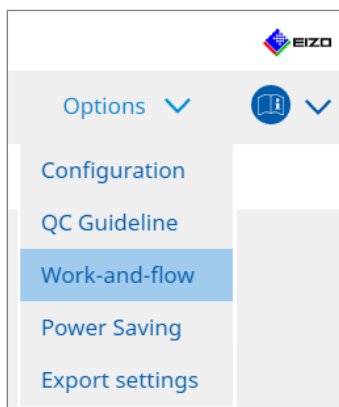 EIZO
Options
Configuration
QC Guideline
Work-and-flow
Power Saving
Export settings